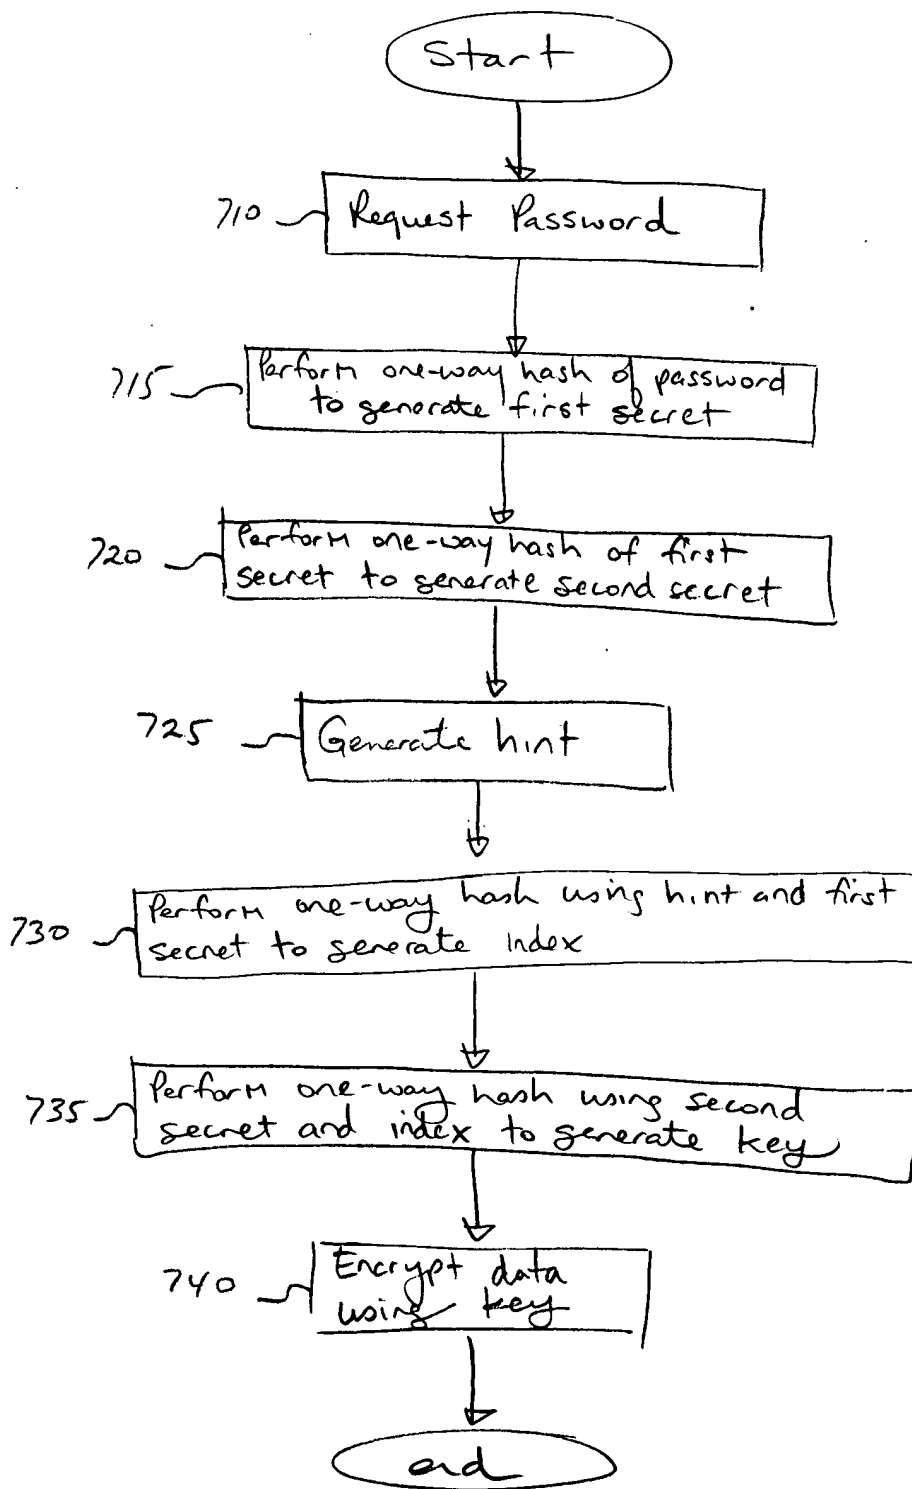 Start
710 Request Password
715 Perform one-way hash of password
to generate first secret
720 Perform one-way hash of first
secret to generate second secret
725 Generate hint
730 Perform one-way hash using hint and first
secret to generate index
735 Perform one-way hash using second
secret and index to generate key
740 Encrypt data
using key
end